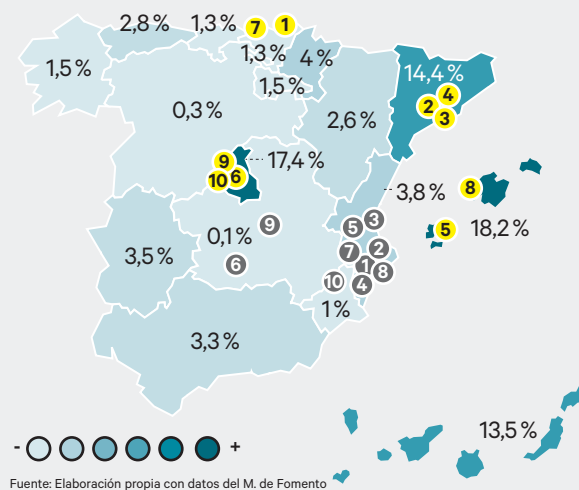 2,8 % 1,3 % 7 1
1,3 % 4 %
1,5 % 14,4 %
1,5 % 4
2
0,3 % 2,6 % 3
9 17,4 %
10 6 8
3,8 %
3
9 5 5 18,2 %
0,1 %
3,5 % 7 2
6 1 8
10 4
1 %
3,3 %
13,5 %
- +
Fuente: Elaboración propia con datos del M. de Fomento